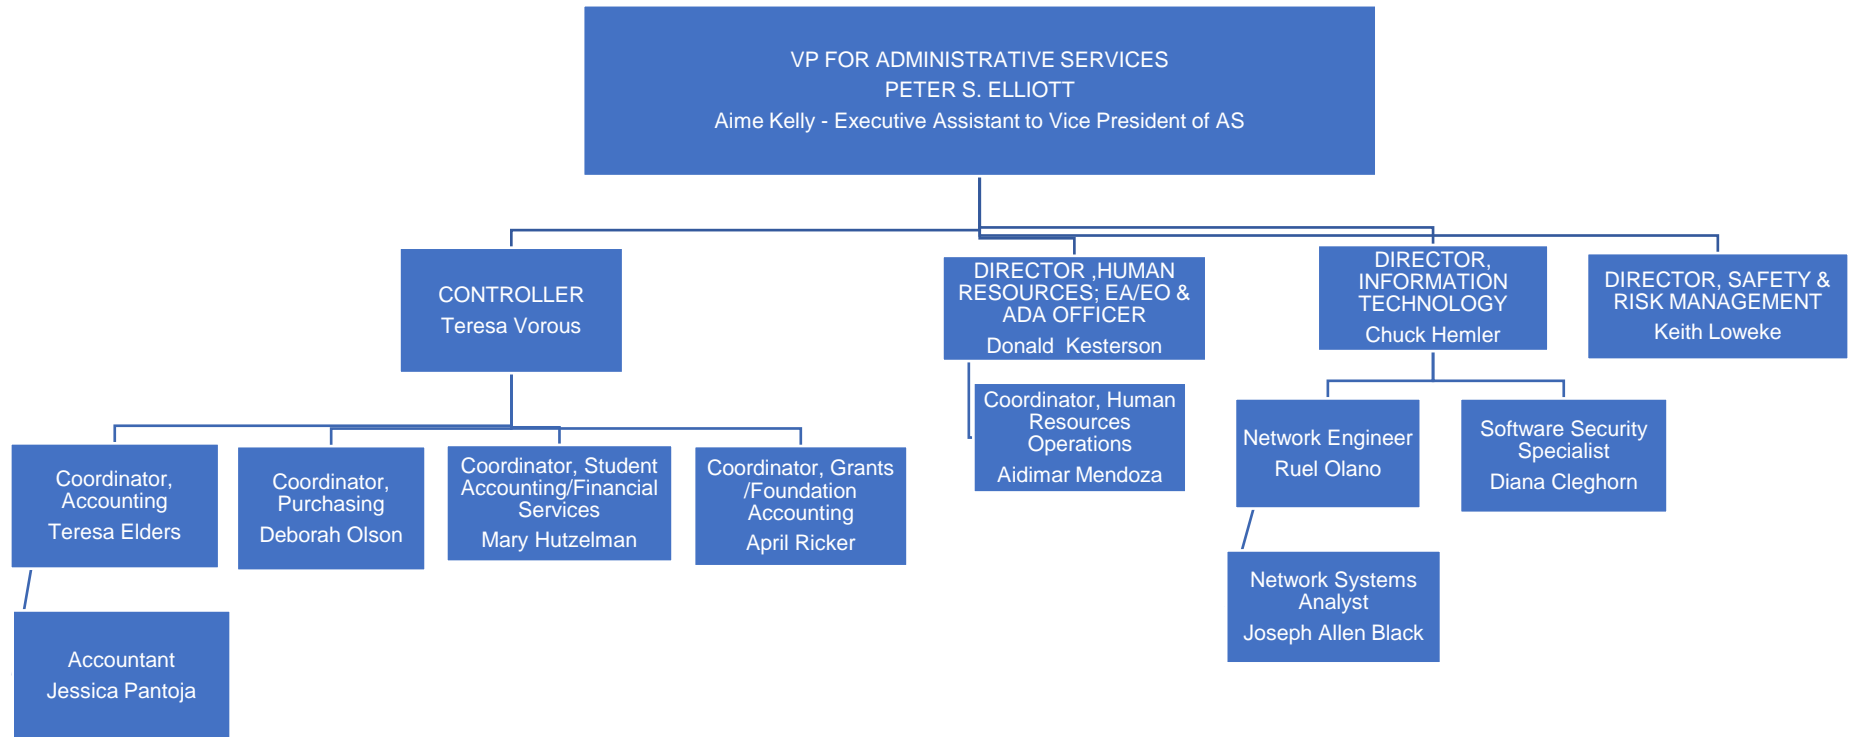 VP FOR ADMINISTRATIVE SERVICES
PETER S. ELLIOTT
Aime Kelly - Executive Assistant to Vice President of AS
CONTROLLER
Teresa Vorous
DIRECTOR ,HUMAN
RESOURCES; EA/EO &
ADA OFFICER
Donald Kesterson
DIRECTOR,
INFORMATION
TECHNOLOGY
Chuck Hemler
DIRECTOR, SAFETY &
RISK MANAGEMENT
Keith Loweke
Coordinator,
Accounting
Teresa Elders
Coordinator,
Purchasing
Deborah Olson
Coordinator, Student
Accounting/Financial
Services
Mary Hutzelman
Coordinator, Grants
/Foundation
Accounting
April Ricker
Coordinator, Human
Resources
Operations
Aidimar Mendoza
Network Engineer
Ruel Olano
Software Security
Specialist
Diana Cleghorn
Accountant
Jessica Pantoja
Network Systems
Analyst
Joseph Allen Black